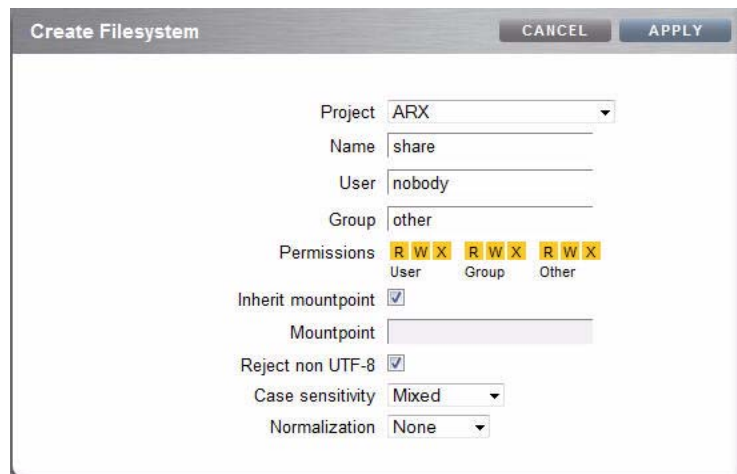 Create Filesystem CANCEL APPLY
Project ARX
Name share
User nobody
Group other
Permissions R W X R W X R W X
User Group Other
Inherit mountpoint
Mountpoint
Reject non UTF-8
Case sensitivity Mixed
Normalization None